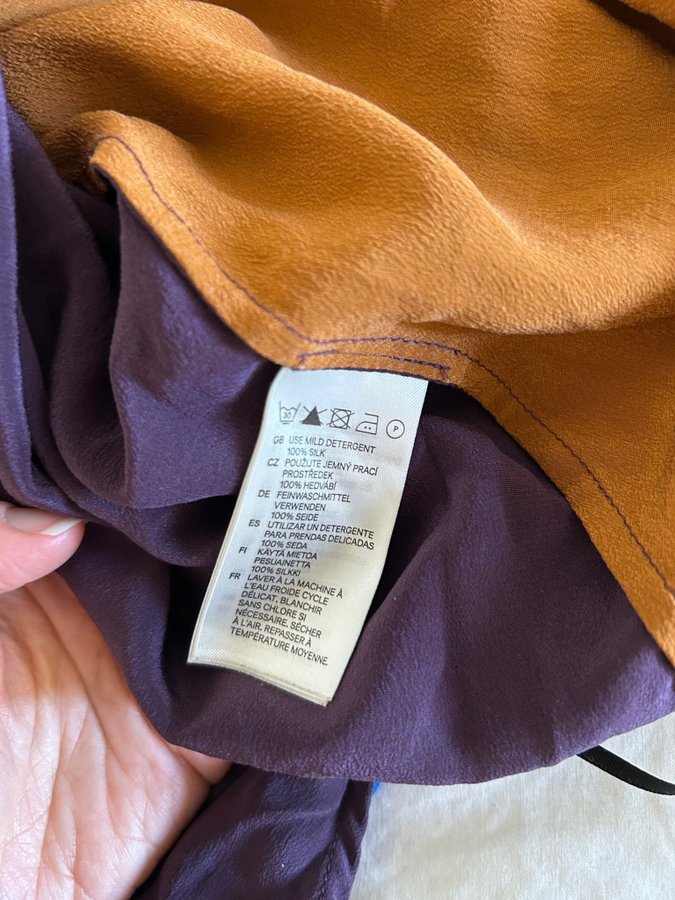 30 P
GB USE MILD DETERGENT
100% SILK
CZ POUŽIJTE JEMNÝ PRACÍ
PROSTŘEDEK
100% HEDVÁBÍ
DE FEINWASCHMITTEL
VERWENDEN
100% SEIDE
ES UTILIZAR UN DETERGENTE
PARA PRENDAS DELICADAS
100% SEDA
FI KÄYTÄ MIETOA
PESUAINETTA
100% SILKKI
FR LAVER À LA MACHINE À
L'EAU FROIDE CYCLE
DÉLICAT. BLANCHIR
SANS CHLORE SI
NÉCESSAIRE. SÉCHER
À L'AIR. REPASSER À
TEMPÉRATURE MOYENNE.